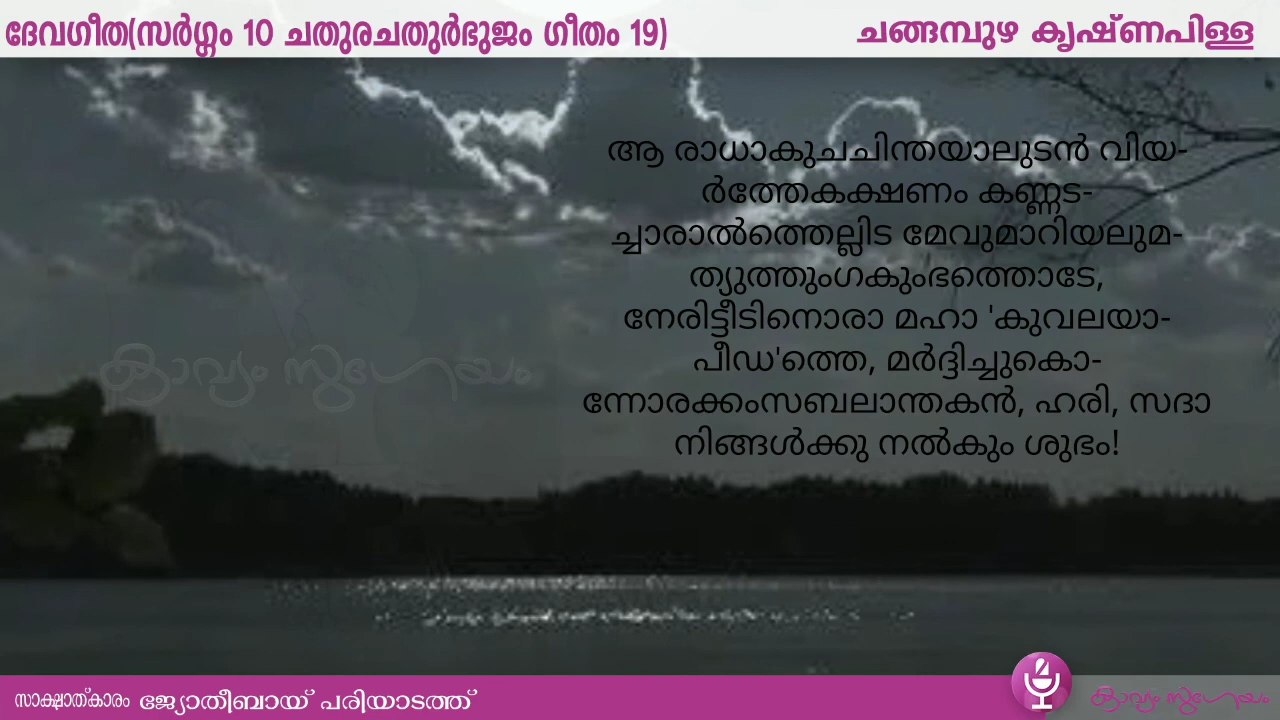 ദേവഗീത(സർഗ്ഗം 10 ചതുരചതുർഭുജം ഗീതം 19)
ചങ്ങമ്പുഴ കൃഷ്ണപിള്ള
ആ രാധാകുചചിന്തയാലുടൻ വിയ-
ർത്തേകക്ഷണം കണ്ണട-
ച്ചാരാൽത്തെല്ലിട മേവുമാറിയലുമ-
ത്യുത്തുംഗകുംഭത്തൊടേ,
നേരിട്ടീടിനൊരാ മഹാ 'കുവലയാ-
പീഡ'ത്തെ, മർദ്ദിച്ചുകൊ-
ന്നോരക്കംസബലാന്തകൻ, ഹരി, സദാ
നിങ്ങൾക്കു നൽകും ശുഭം!
കാവ്യം സുഗേയം
സാക്ഷാത്കാരം ജ്യോതീബായ് പരിയാടത്ത്
കാവ്യം സുഗേയം